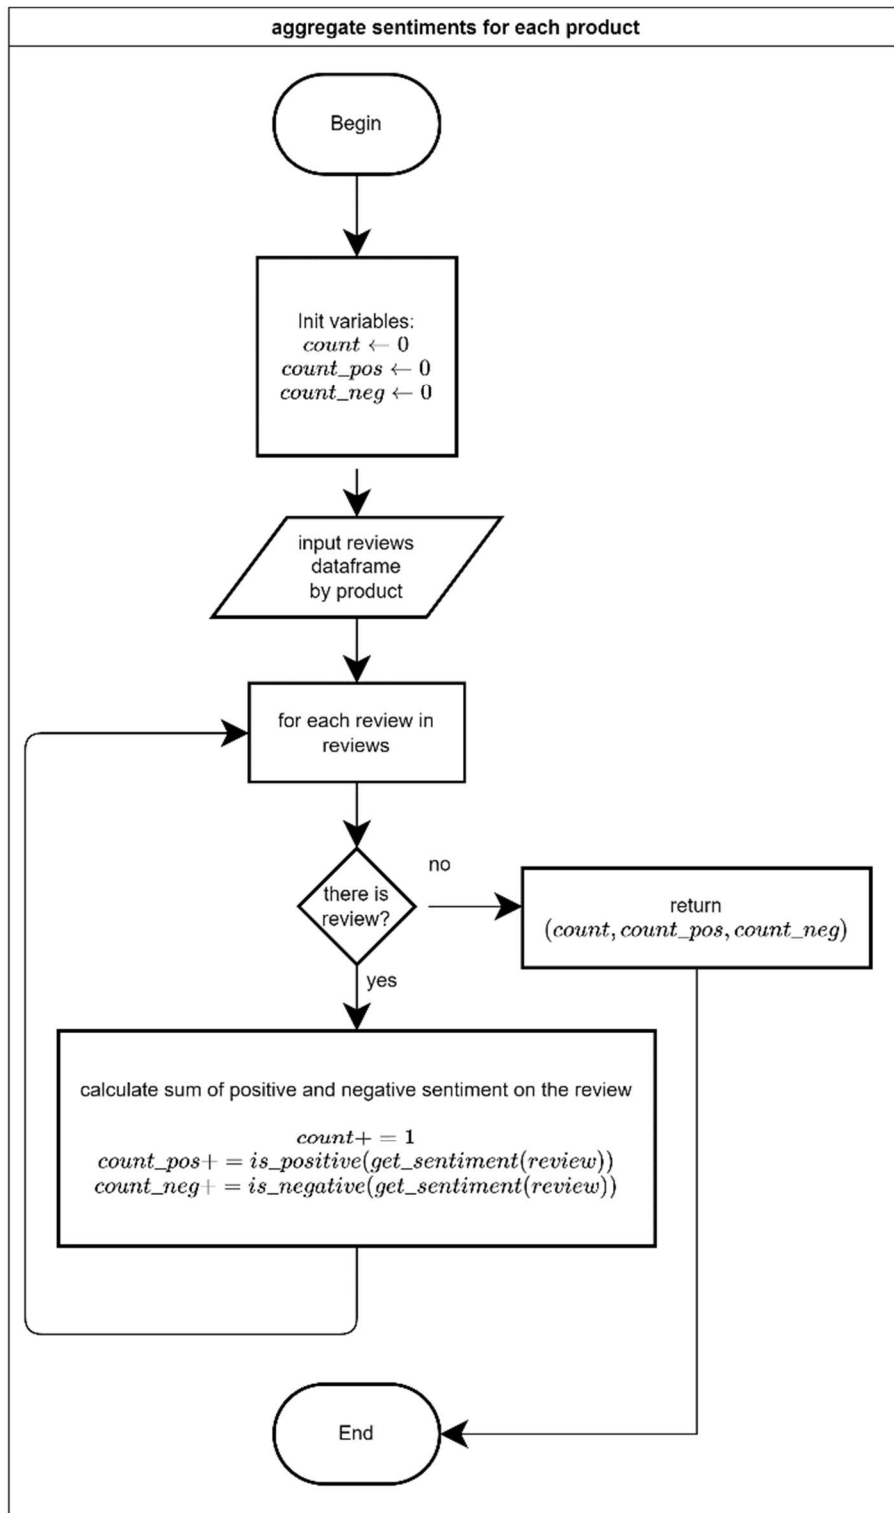 aggregate sentiments for each product
Begin
Init variables:
count ← 0
count_pos ← 0
count_neg ← 0
input reviews
dataframe
by product
for each review in
reviews
there is
review?
no
return
(count, count_pos, count_neg)
yes
calculate sum of positive and negative sentiment on the review
count+ = 1
count_pos+ = is_positive(get_sentiment(review))
count_neg+ = is_negative(get_sentiment(review))
End